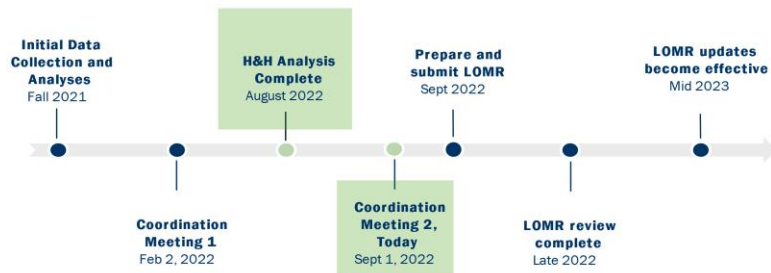 Initial Data
Collection and
Analyses
Fall 2021
H&H Analysis
Complete
August 2022
Prepare and
submit LOMR
Sept 2022
LOMR updates
become effective
Mid 2023
Coordination
Meeting 1
Feb 2, 2022
Coordination
Meeting 2,
Today
Sept 1, 2022
LOMR review
complete
Late 2022